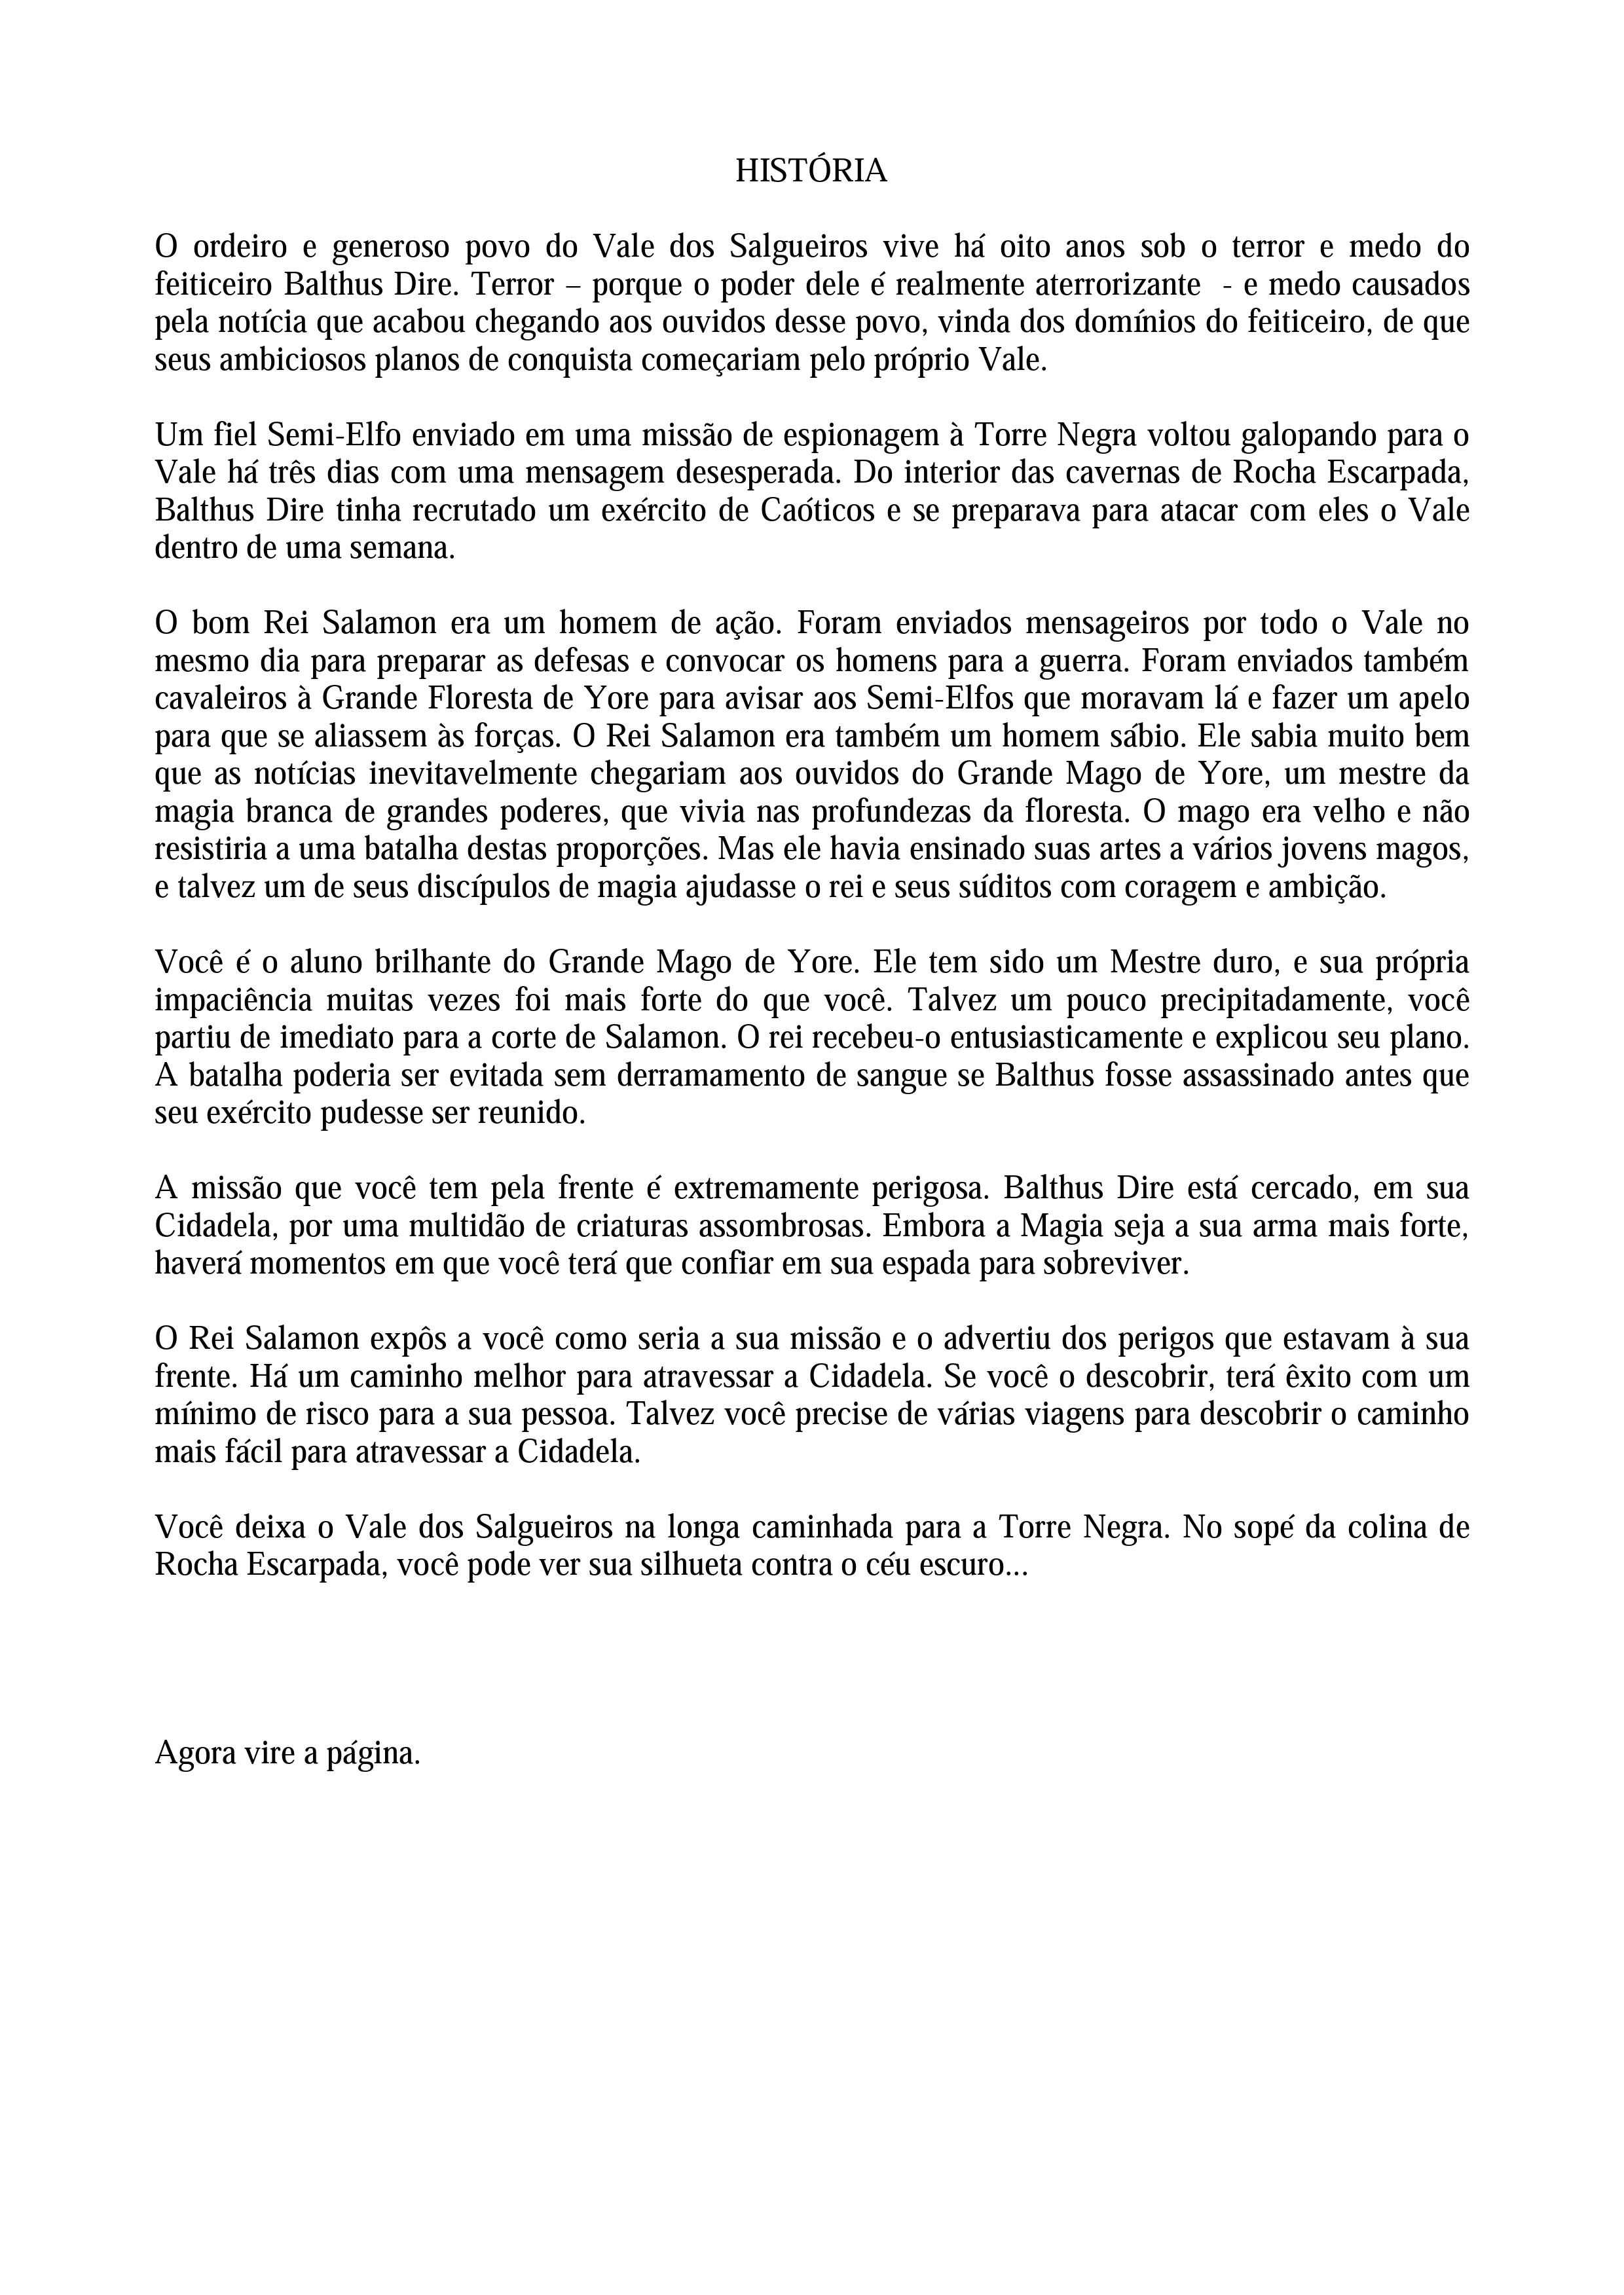 HISTÓRIA
O ordeiro e generoso povo do Vale dos Salgueiros vive há oito anos sob o terror e medo do
feiticeiro Balthus Dire. Terror – porque o poder dele é realmente aterrorizante - e medo causados
pela notícia que acabou chegando aos ouvidos desse povo, vinda dos domínios do feiticeiro, de que
seus ambiciosos planos de conquista começariam pelo próprio Vale.
Um fiel Semi-Elfo enviado em uma missão de espionagem à Torre Negra voltou galopando para o
Vale há três dias com uma mensagem desesperada. Do interior das cavernas de Rocha Escarpada,
Balthus Dire tinha recrutado um exército de Caóticos e se preparava para atacar com eles o Vale
dentro de uma semana.
O bom Rei Salamon era um homem de ação. Foram enviados mensageiros por todo o Vale no
mesmo dia para preparar as defesas e convocar os homens para a guerra. Foram enviados também
cavaleiros à Grande Floresta de Yore para avisar aos Semi-Elfos que moravam lá e fazer um apelo
para que se aliassem às forças. O Rei Salamon era também um homem sábio. Ele sabia muito bem
que as notícias inevitavelmente chegariam aos ouvidos do Grande Mago de Yore, um mestre da
magia branca de grandes poderes, que vivia nas profundezas da floresta. O mago era velho e não
resistiria a uma batalha destas proporções. Mas ele havia ensinado suas artes a vários jovens magos,
e talvez um de seus discípulos de magia ajudasse o rei e seus súditos com coragem e ambição.
Você é o aluno brilhante do Grande Mago de Yore. Ele tem sido um Mestre duro, e sua própria
impaciência muitas vezes foi mais forte do que você. Talvez um pouco precipitadamente, você
partiu de imediato para a corte de Salamon. O rei recebeu-o entusiasticamente e explicou seu plano.
A batalha poderia ser evitada sem derramamento de sangue se Balthus fosse assassinado antes que
seu exército pudesse ser reunido.
A missão que você tem pela frente é extremamente perigosa. Balthus Dire está cercado, em sua
Cidadela, por uma multidão de criaturas assombrosas. Embora a Magia seja a sua arma mais forte,
haverá momentos em que você terá que confiar em sua espada para sobreviver.
O Rei Salamon expôs a você como seria a sua missão e o advertiu dos perigos que estavam à sua
frente. Há um caminho melhor para atravessar a Cidadela. Se você o descobrir, terá êxito com um
mínimo de risco para a sua pessoa. Talvez você precise de várias viagens para descobrir o caminho
mais fácil para atravessar a Cidadela.
Você deixa o Vale dos Salgueiros na longa caminhada para a Torre Negra. No sopé da colina de
Rocha Escarpada, você pode ver sua silhueta contra o céu escuro...
Agora vire a página.